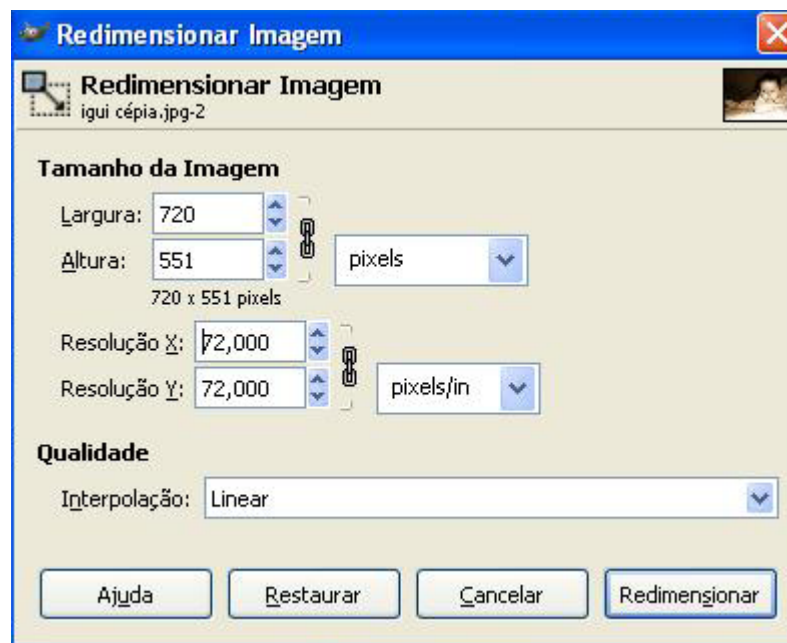 Redimensionar Imagem
Redimensionar Imagem
igui cépia.jpg-2
Tamanho da Imagem
Largura: 720
Altura: 551 pixels
720 x 551 pixels
Resolução X: 72,000
Resolução Y: 72,000 pixels/in
Qualidade
Interpolação: Linear
Ajuda Restaurar Cancelar Redimensionar